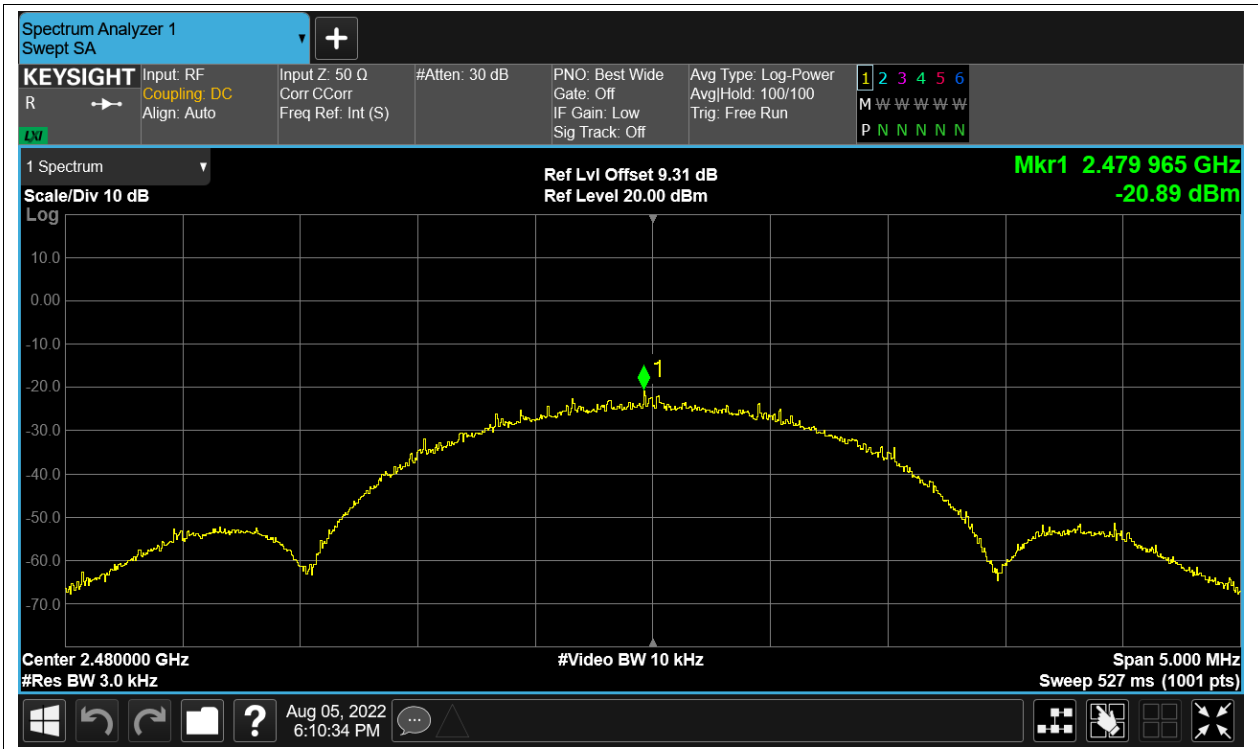 Spectrum Analyzer 1
Swept SA
KEYSIGHT
R
LXI
Input: RF
Coupling: DC
Align: Auto
Input Z: 50 Ω
Corr CCorr
Freq Ref: Int (S)
#Atten: 30 dB
PNO: Best Wide
Gate: Off
IF Gain: Low
Sig Track: Off
Avg Type: Log-Power
Avg|Hold: 100/100
Trig: Free Run
1 2 3 4 5 6
M W W W W W
P N N N N N
1 Spectrum
Scale/Div 10 dB
Ref Lvl Offset 9.31 dB
Ref Level 20.00 dBm
Mkr1 2.479 965 GHz
-20.89 dBm
Log
10.0
0.00
-10.0
1
-20.0
-30.0
-40.0
-50.0
-60.0
-70.0
Center 2.480000 GHz
#Video BW 10 kHz
Span 5.000 MHz
#Res BW 3.0 kHz
Sweep 527 ms (1001 pts)
?
Aug 05, 2022
6:10:34 PM